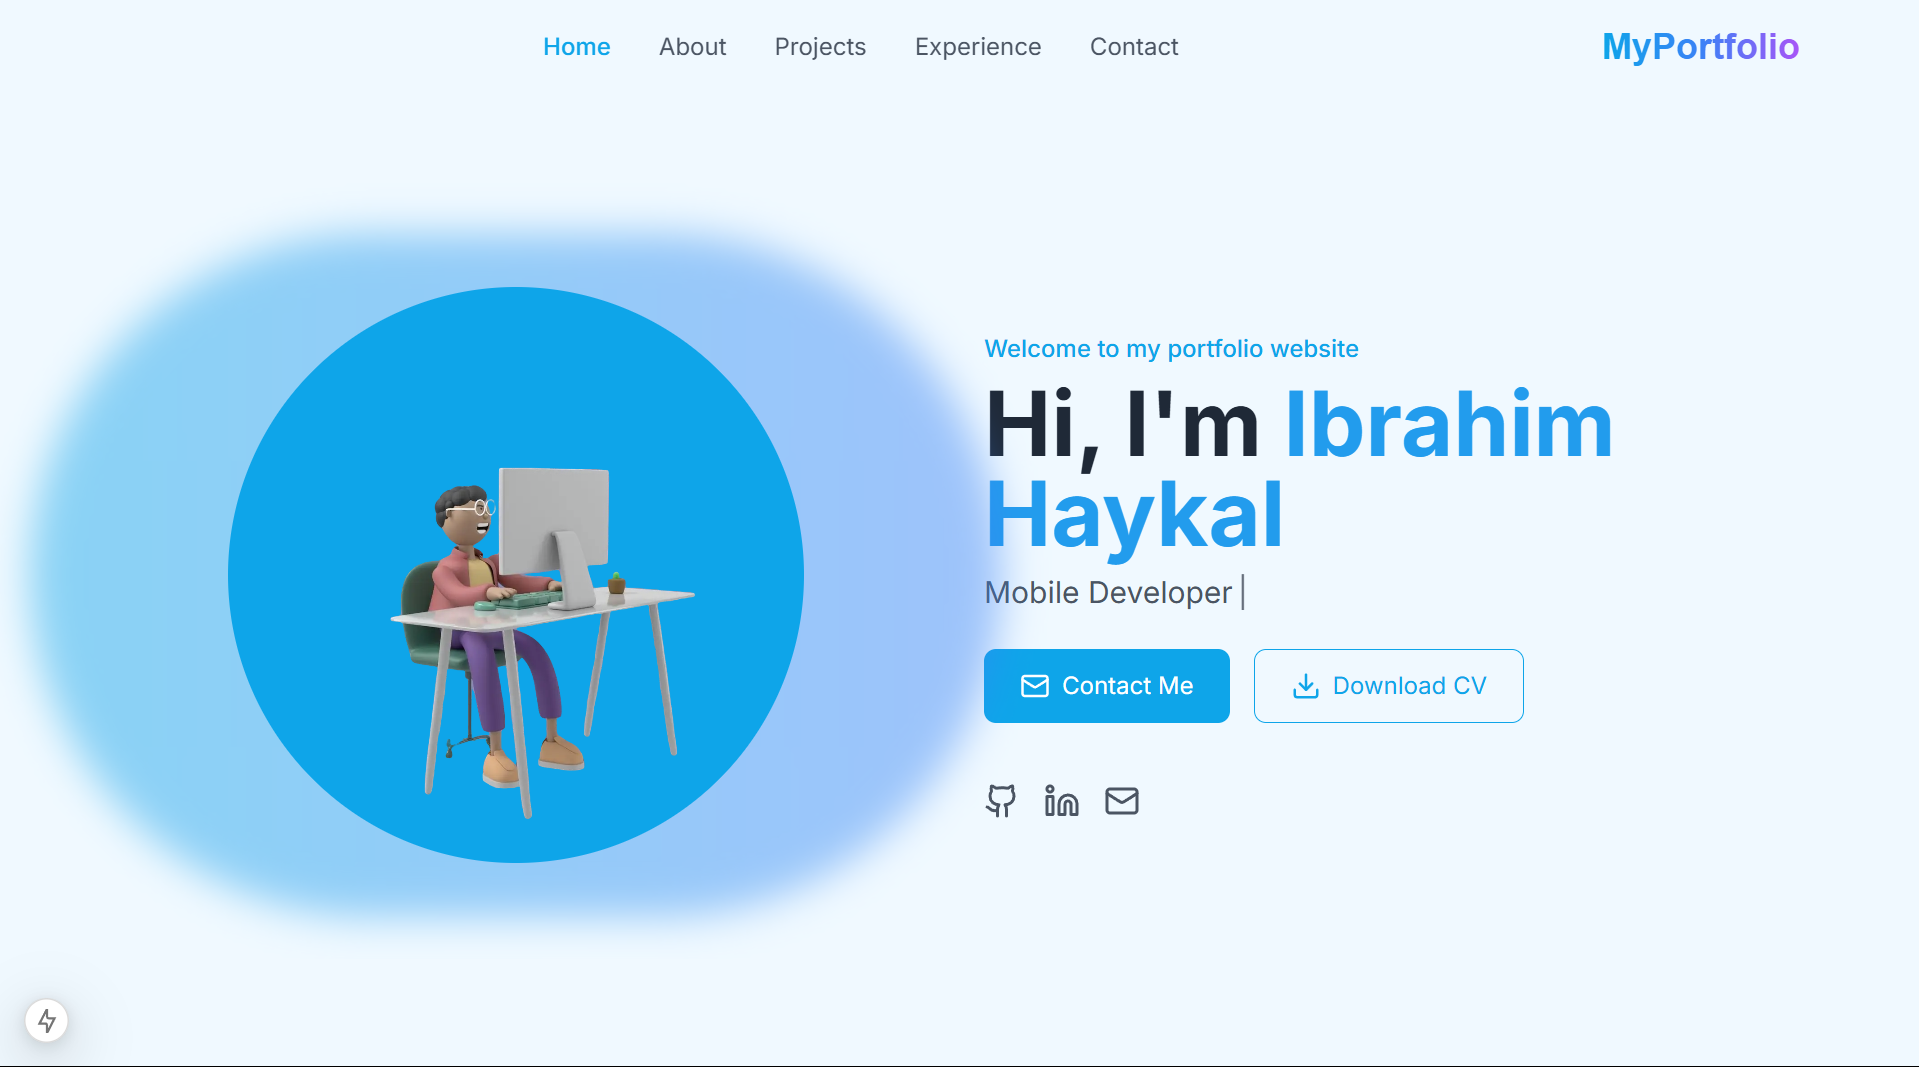 Home About Projects Experience Contact MyPortfolio
Welcome to my portfolio website
Hi, I'm Ibrahim
Haykal
Mobile Developer|
Contact Me Download CV